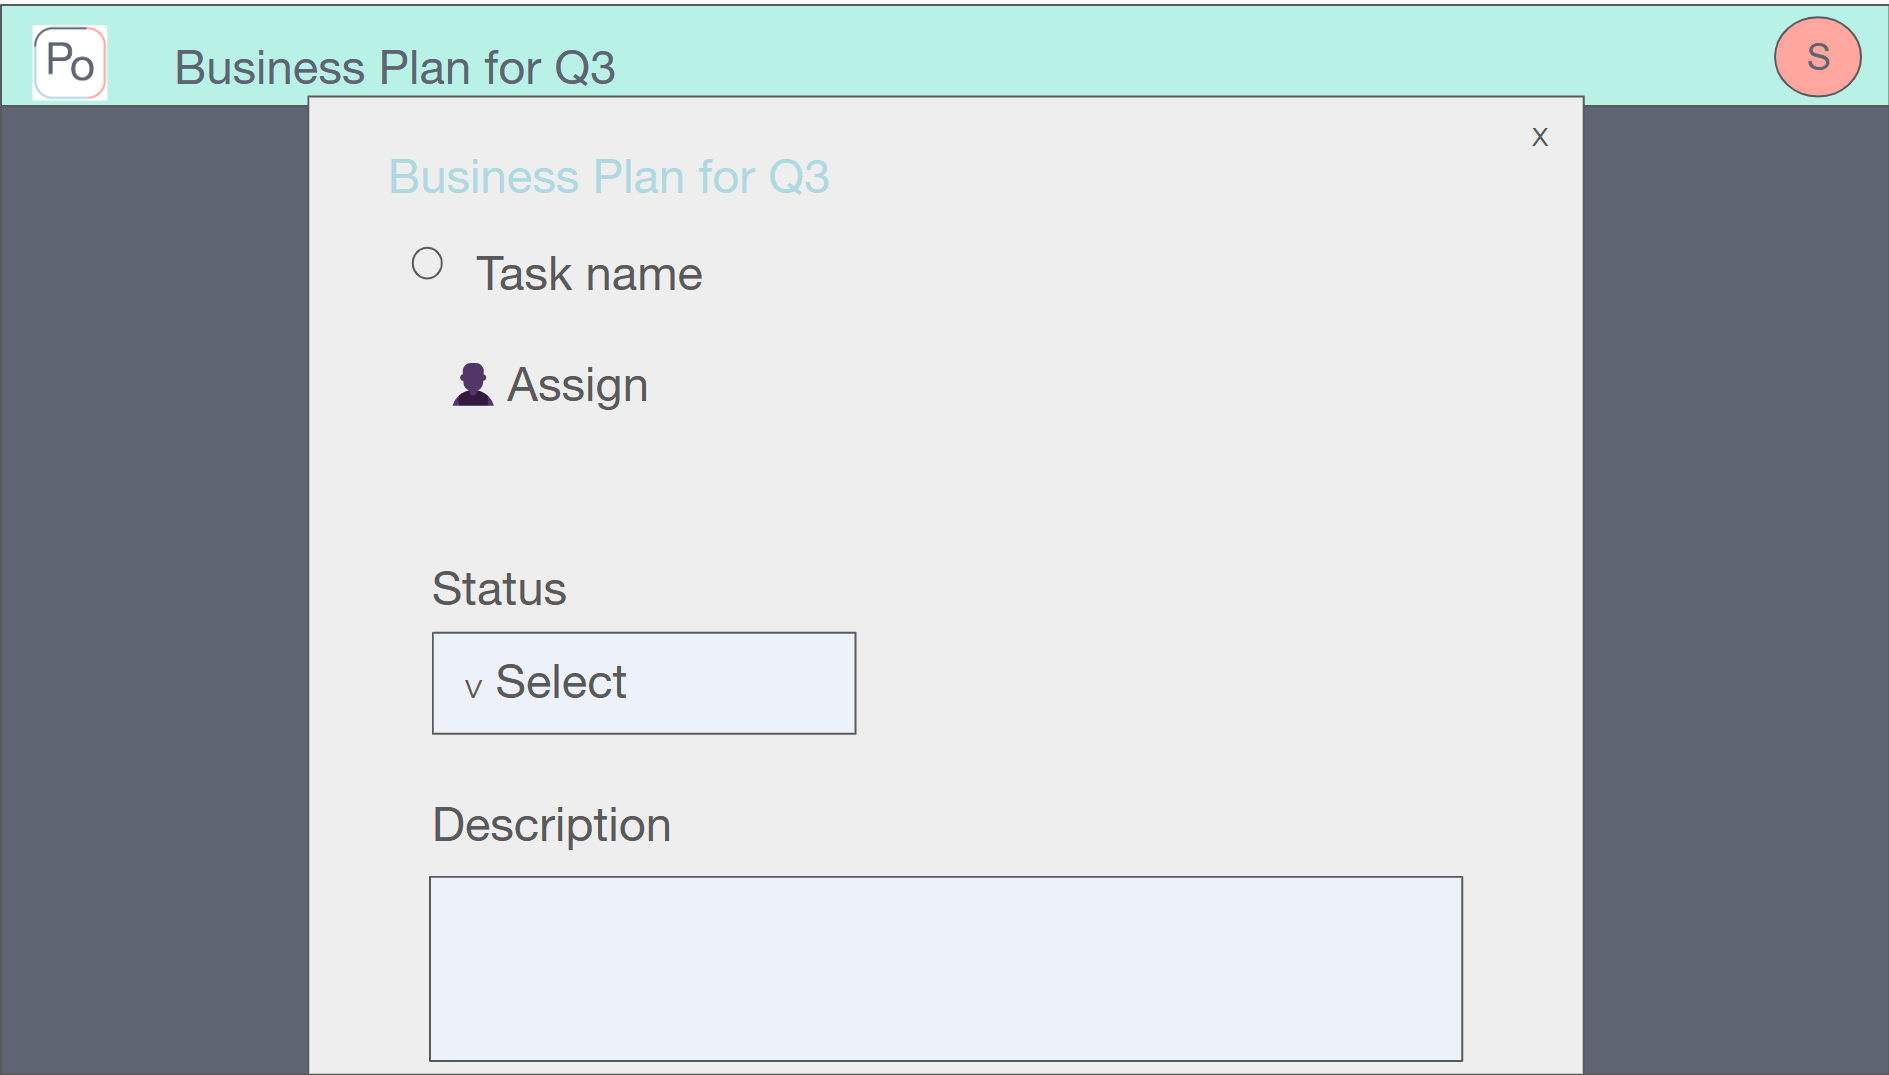 Po
Business Plan for Q3
S
X
Business Plan for Q3
Task name
Assign
Status
v Select
Description